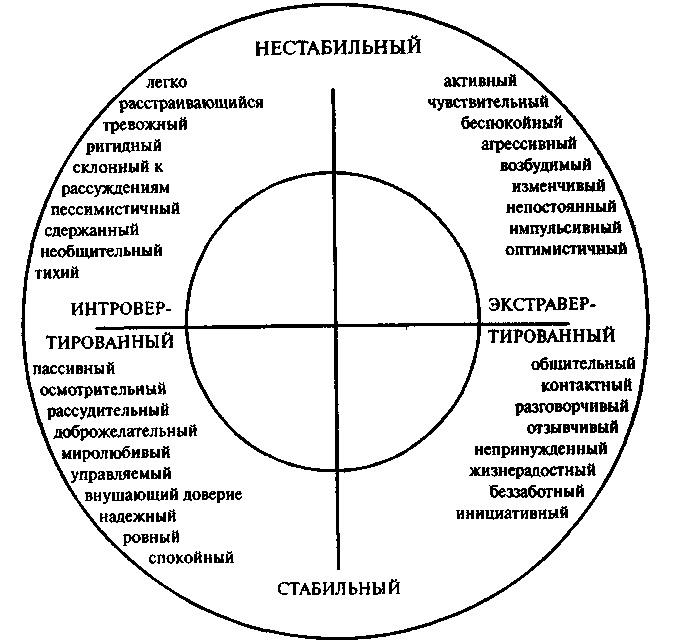 НЕСТАБИЛЬНЫЙ
легко
расстраивающийся
тревожный
ригидный
склонный к
рассуждениям
пессимистичный
сдержанный
необщительный
тихий
активный
чувствительный
беспокойный
агрессивный
возбудимый
изменчивый
непостоянный
импульсивный
оптимистичный
ИНТРОВЕР-
ТИРОВАННЫЙ
ЭКСТРАВЕР-
ТИРОВАННЫЙ
пассивный
осмотрительный
рассудительный
доброжелательный
миролюбивый
управляемый
внушающий доверие
надежный
ровный
спокойный
общительный
контактный
разговорчивый
отзывчивый
непринужденный
жизнерадостный
беззаботный
инициативный
СТАБИЛЬНЫЙ